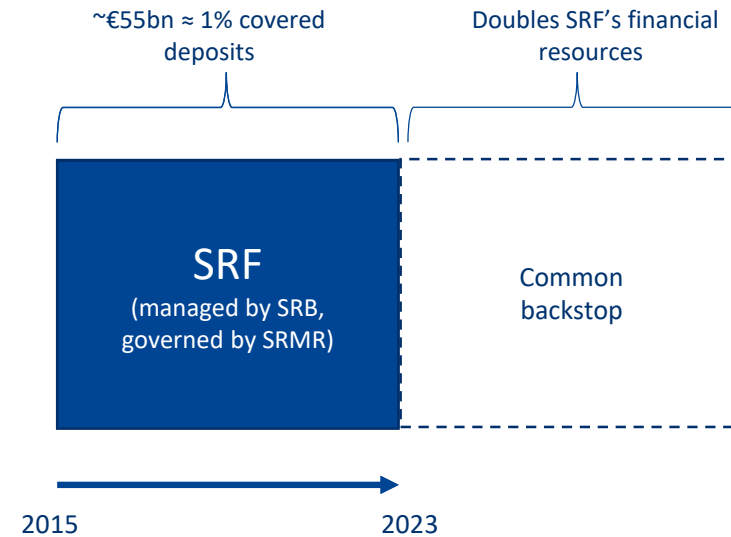 ~€55bn ≈ 1% covered
deposits
Doubles SRF's financial
resources
SRF
(managed by SRB,
governed by SRMR)
Common
backstop
2015
2023